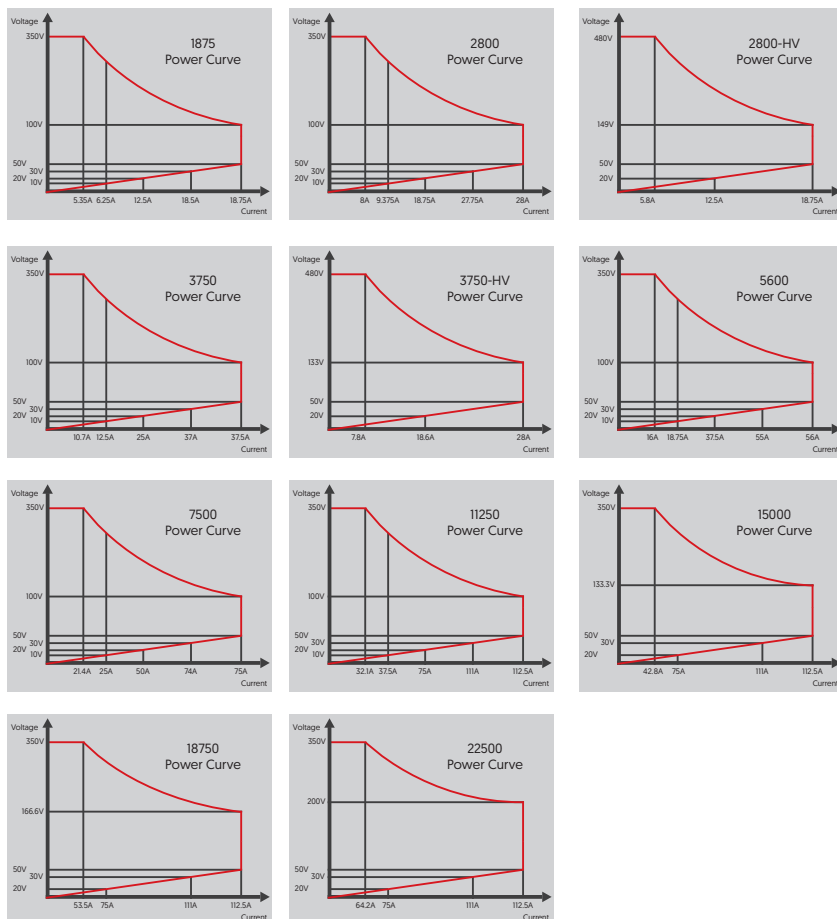 Voltage
350V
1875
Power Curve
100V
50V
30V
20V
10V
5.35A 6.25A 12.5A 18.5A 18.75A
Current
Voltage
350V
2800
Power Curve
100V
50V
30V
20V
10V
8A 9.375A 18.75A 27.75A 28A
Current
Voltage
480V
2800-HV
Power Curve
149V
50V
20V
5.8A 12.5A 18.75A
Current
Voltage
350V
3750
Power Curve
100V
50V
30V
20V
10V
10.7A 12.5A 25A 37A 37.5A
Current
Voltage
480V
3750-HV
Power Curve
133V
50V
20V
7.8A 18.6A 28A
Current
Voltage
350V
5600
Power Curve
100V
50V
30V
20V
10V
16A 18.75A 37.5A 55A 56A
Current
Voltage
350V
7500
Power Curve
100V
50V
30V
20V
10V
21.4A 25A 50A 74A 75A
Current
Voltage
350V
11250
Power Curve
100V
50V
30V
20V
10V
32.1A 37.5A 75A 111A 112.5A
Current
Voltage
350V
15000
Power Curve
133.3V
50V
30V
20V
42.8A 75A 111A 112.5A
Current
Voltage
350V
18750
Power Curve
166.6V
50V
30V
20V
53.5A 75A 111A 112.5A
Current
Voltage
350V
22500
Power Curve
200V
50V
30V
20V
64.2A 75A 111A 112.5A
Current